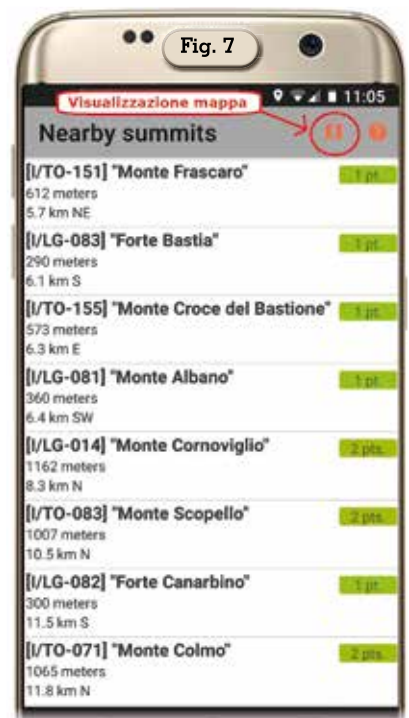 Fig. 7
11:05
Visualizzazione mappa
Nearby summits
?
[I/TO-151] "Monte Frascaro"
1 pt.
612 meters
5.7 km NE
[I/LG-083] "Forte Bastia"
1 pt.
290 meters
6.1 km S
[I/TO-155] "Monte Croce del Bastione"
1 pt.
573 meters
6.3 km E
[I/LG-081] "Monte Albano"
1 pt.
360 meters
6.4 km SW
[I/LG-014] "Monte Cornoviglio"
2 pts.
1162 meters
8.3 km N
[I/TO-083] "Monte Scopello"
2 pts.
1007 meters
10.5 km N
[I/LG-082] "Forte Canarbino"
1 pt.
300 meters
11.5 km S
[I/TO-071] "Monte Colmo"
2 pts.
1065 meters
11.8 km N